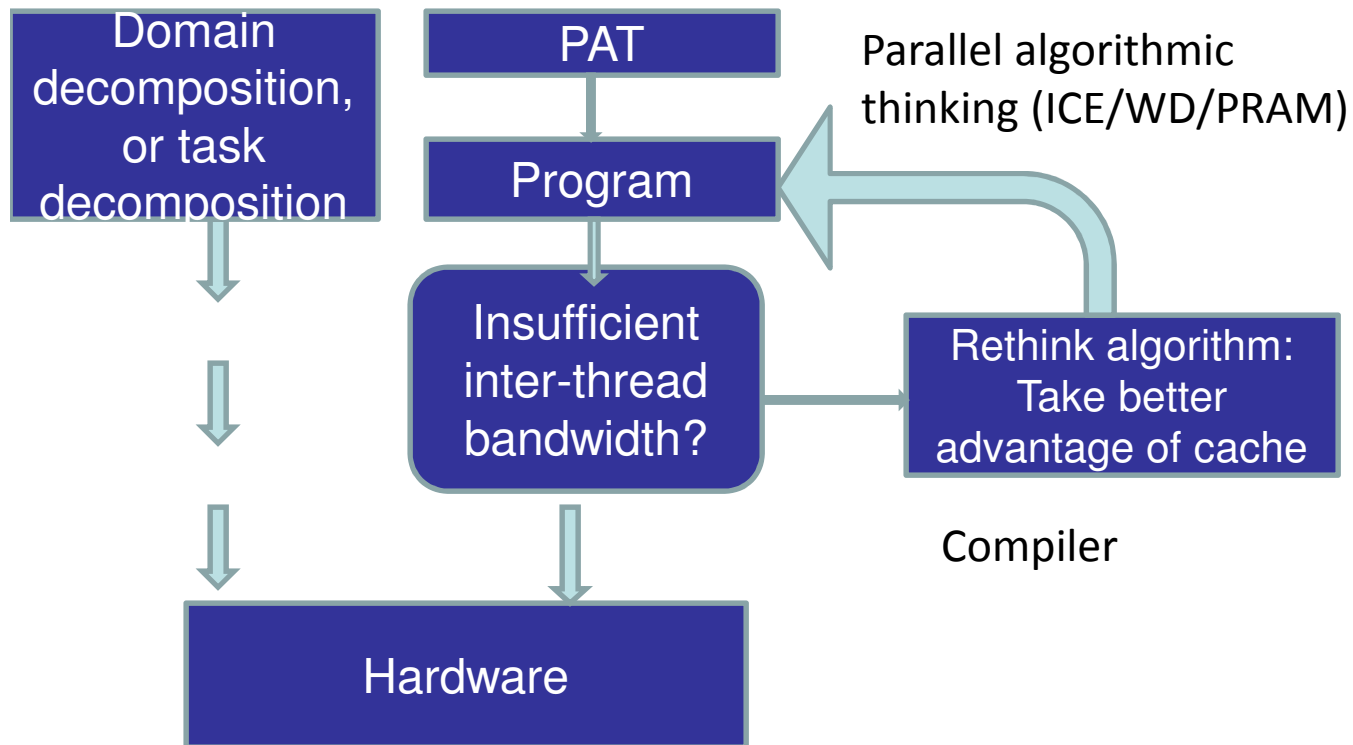 Domain
decomposition,
or task
decomposition
PAT
Program
Insufficient
inter-thread
bandwidth?
Hardware
Parallel algorithmic
thinking (ICE/WD/PRAM)
Rethink algorithm:
Take better
advantage of cache
Compiler